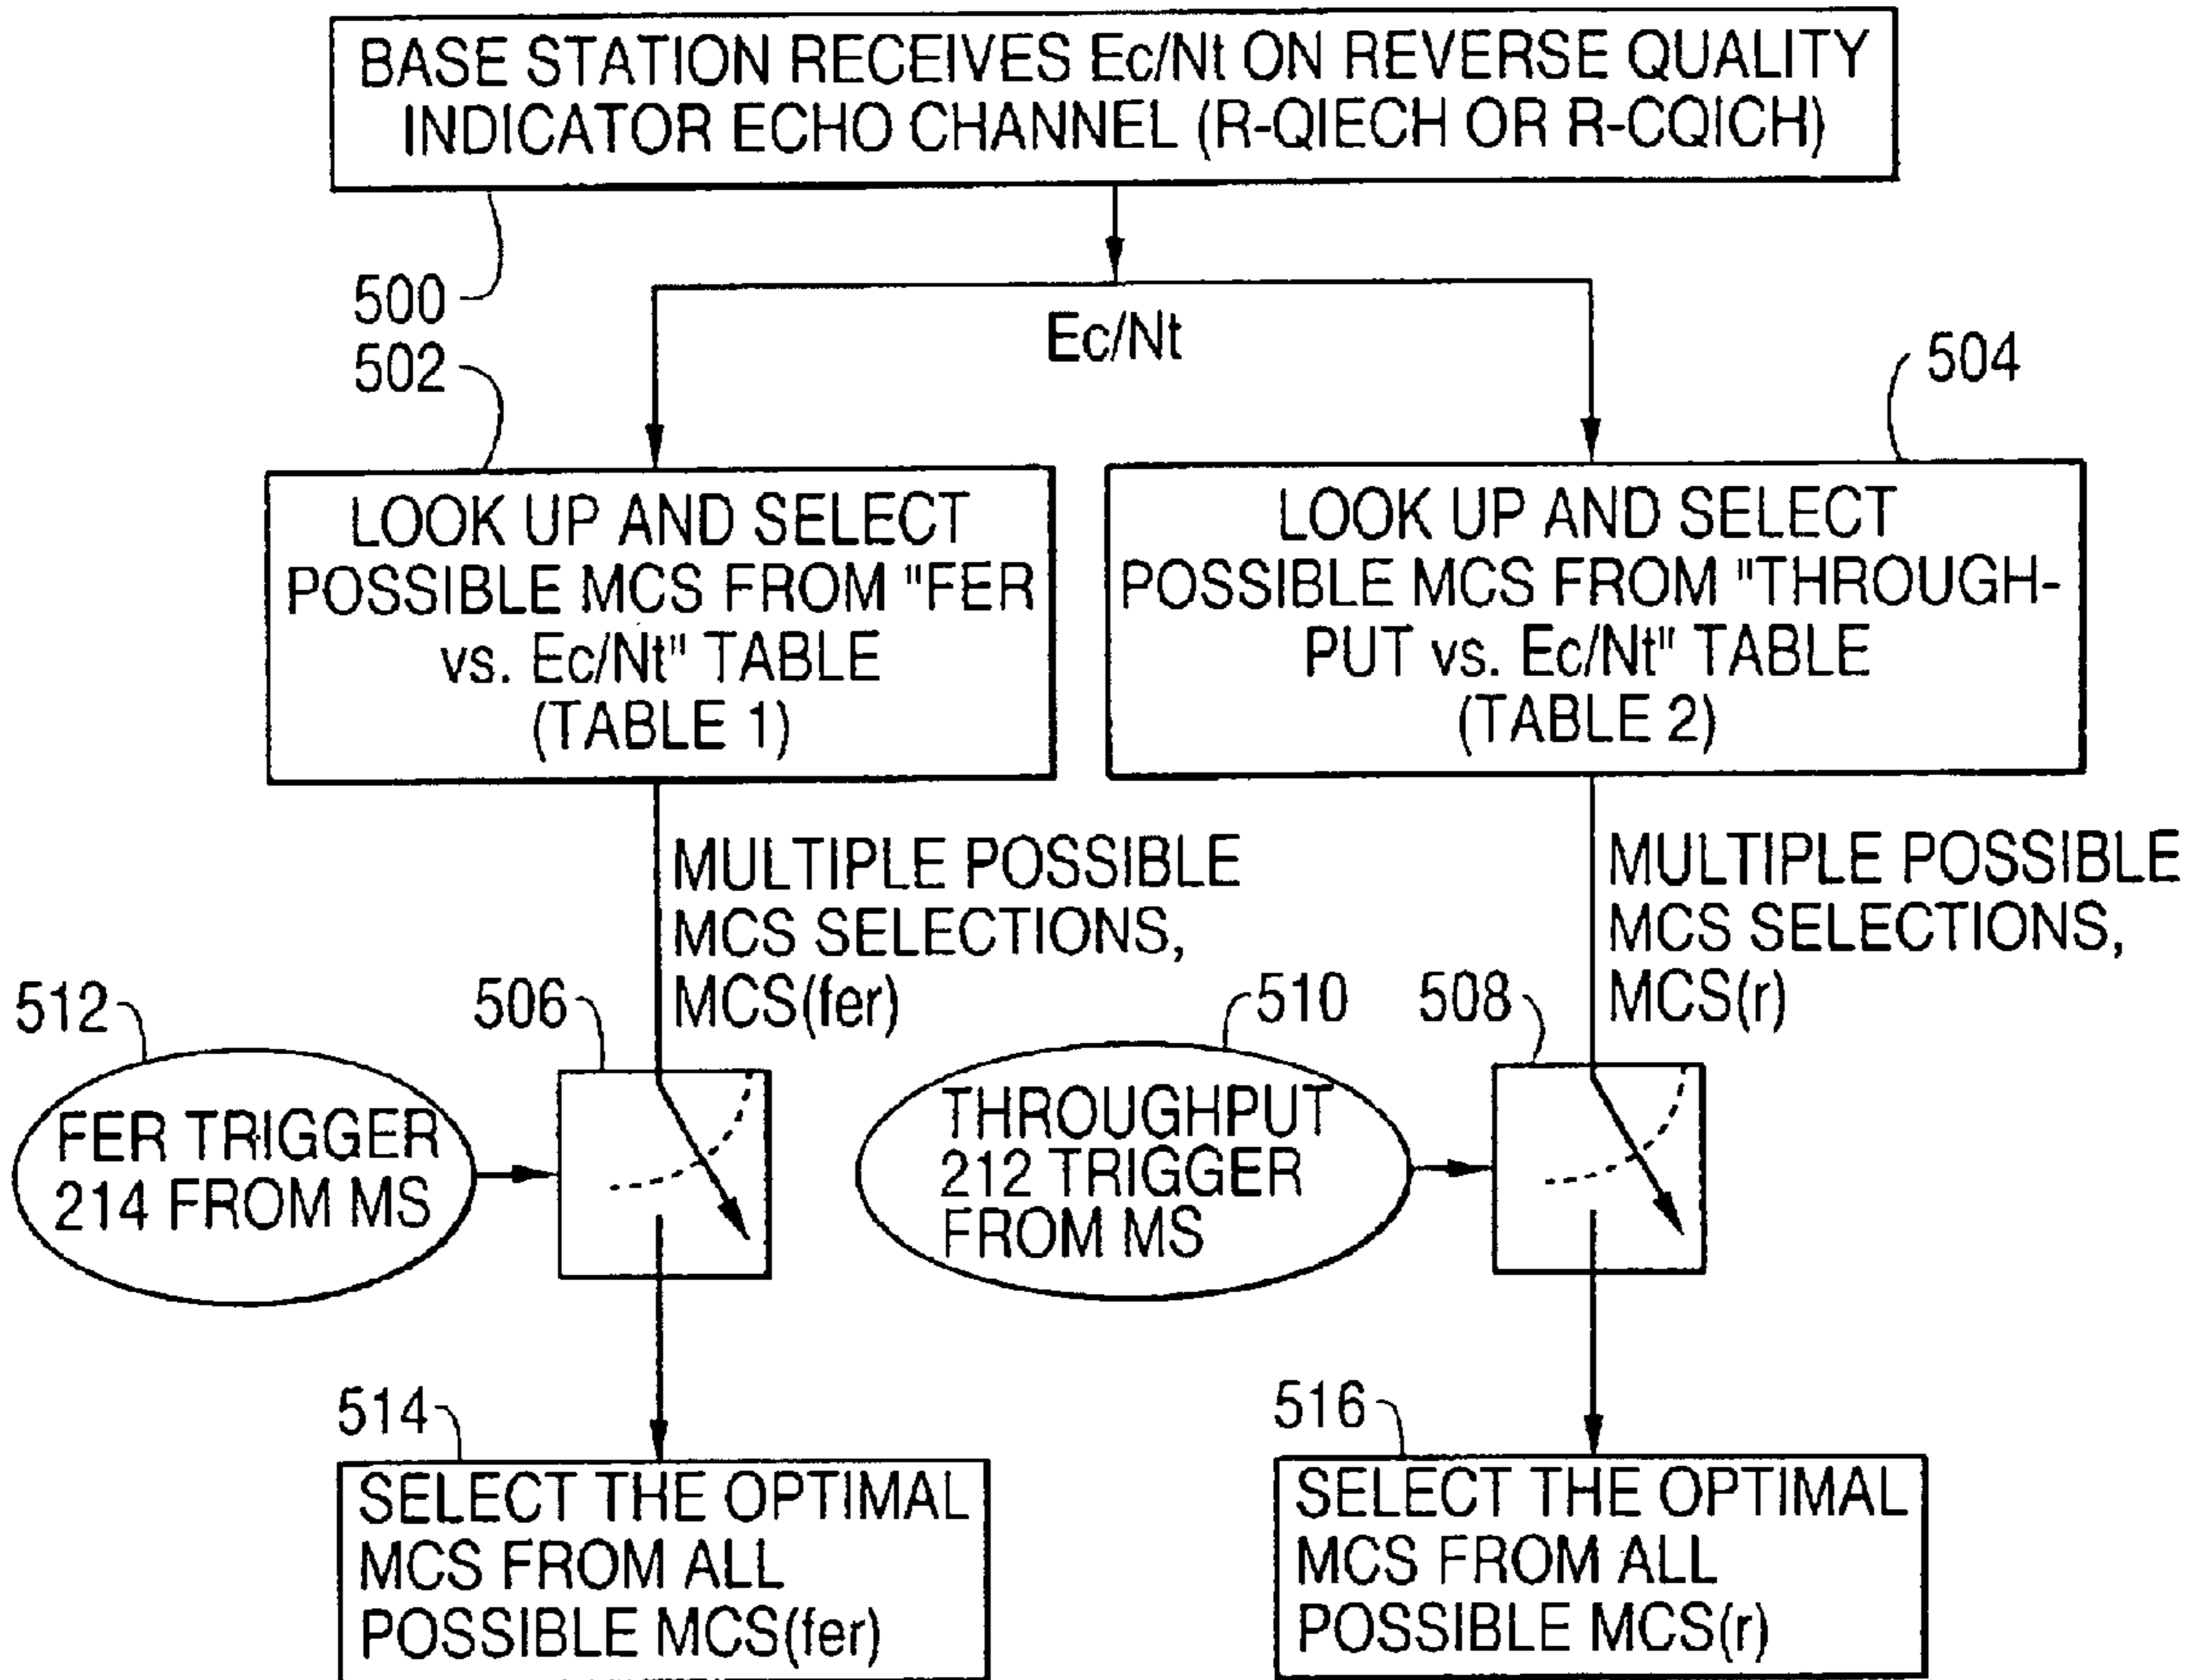 BASE STATION RECEIVES Ec/Nt ON REVERSE QUALITY
INDICATOR ECHO CHANNEL (R-QIECH OR R-CQICH)
500
Ec/Nt
502
504
LOOK UP AND SELECT
POSSIBLE MCS FROM "FER
vs. Ec/Nt" TABLE
(TABLE 1)
LOOK UP AND SELECT
POSSIBLE MCS FROM "THROUGH-
PUT vs. Ec/Nt" TABLE
(TABLE 2)
MULTIPLE POSSIBLE
MCS SELECTIONS,
MCS(fer)
MULTIPLE POSSIBLE
MCS SELECTIONS,
MCS(r)
512
506
510
508
FER TRIGGER
214 FROM MS
THROUGHPUT
212 TRIGGER
FROM MS
514
516
SELECT THE OPTIMAL
MCS FROM ALL
POSSIBLE MCS(fer)
SELECT THE OPTIMAL
MCS FROM ALL
POSSIBLE MCS(r)